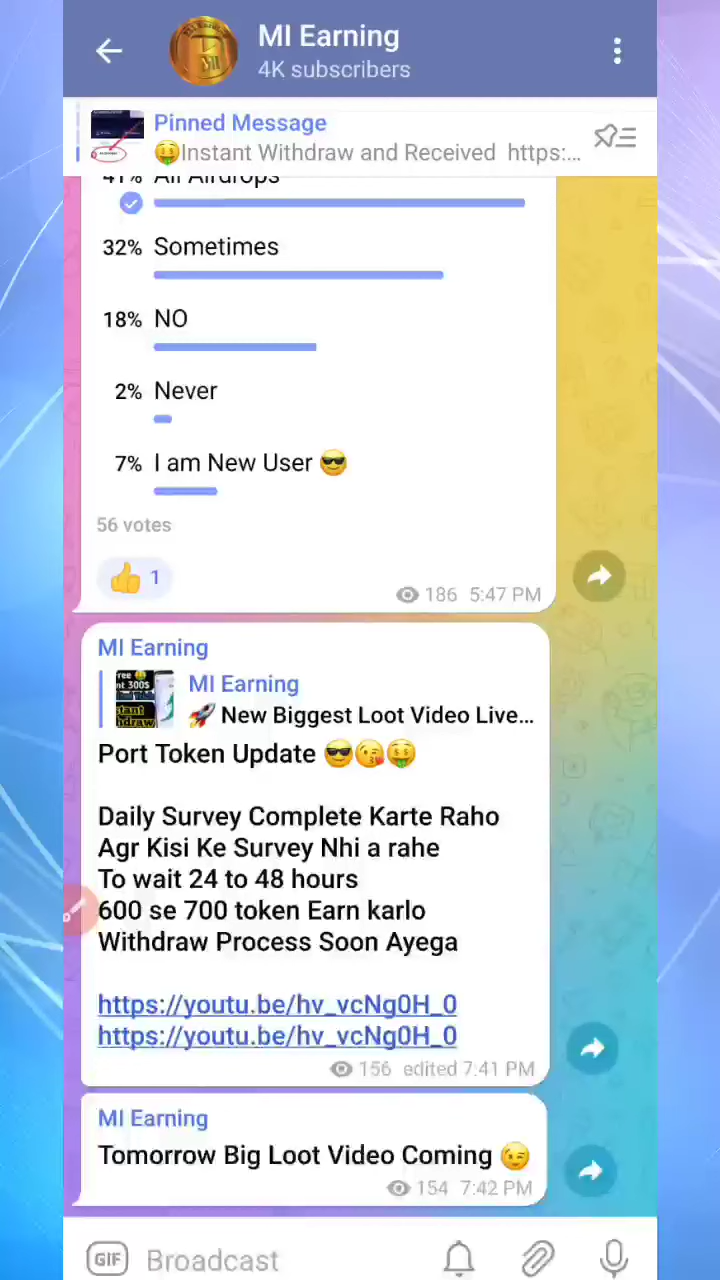 MI Earning
4K subscribers
Pinned Message
🤑Instant Withdraw and Received https:...
41% All Airdrops
32% Sometimes
18% NO
2% Never
7% I am New User 😎
56 votes
👍 1
186 5:47 PM
MI Earning
MI Earning
🚀 New Biggest Loot Video Live...
Port Token Update 😎😘🤑
Daily Survey Complete Karte Raho
Agr Kisi Ke Survey Nhi a rahe
To wait 24 to 48 hours
600 se 700 token Earn karlo
Withdraw Process Soon Ayega
https://youtu.be/hv_vcNg0H_0
https://youtu.be/hv_vcNg0H_0
156 edited 7:41 PM
MI Earning
Tomorrow Big Loot Video Coming 😉
154 7:42 PM
GIF Broadcast